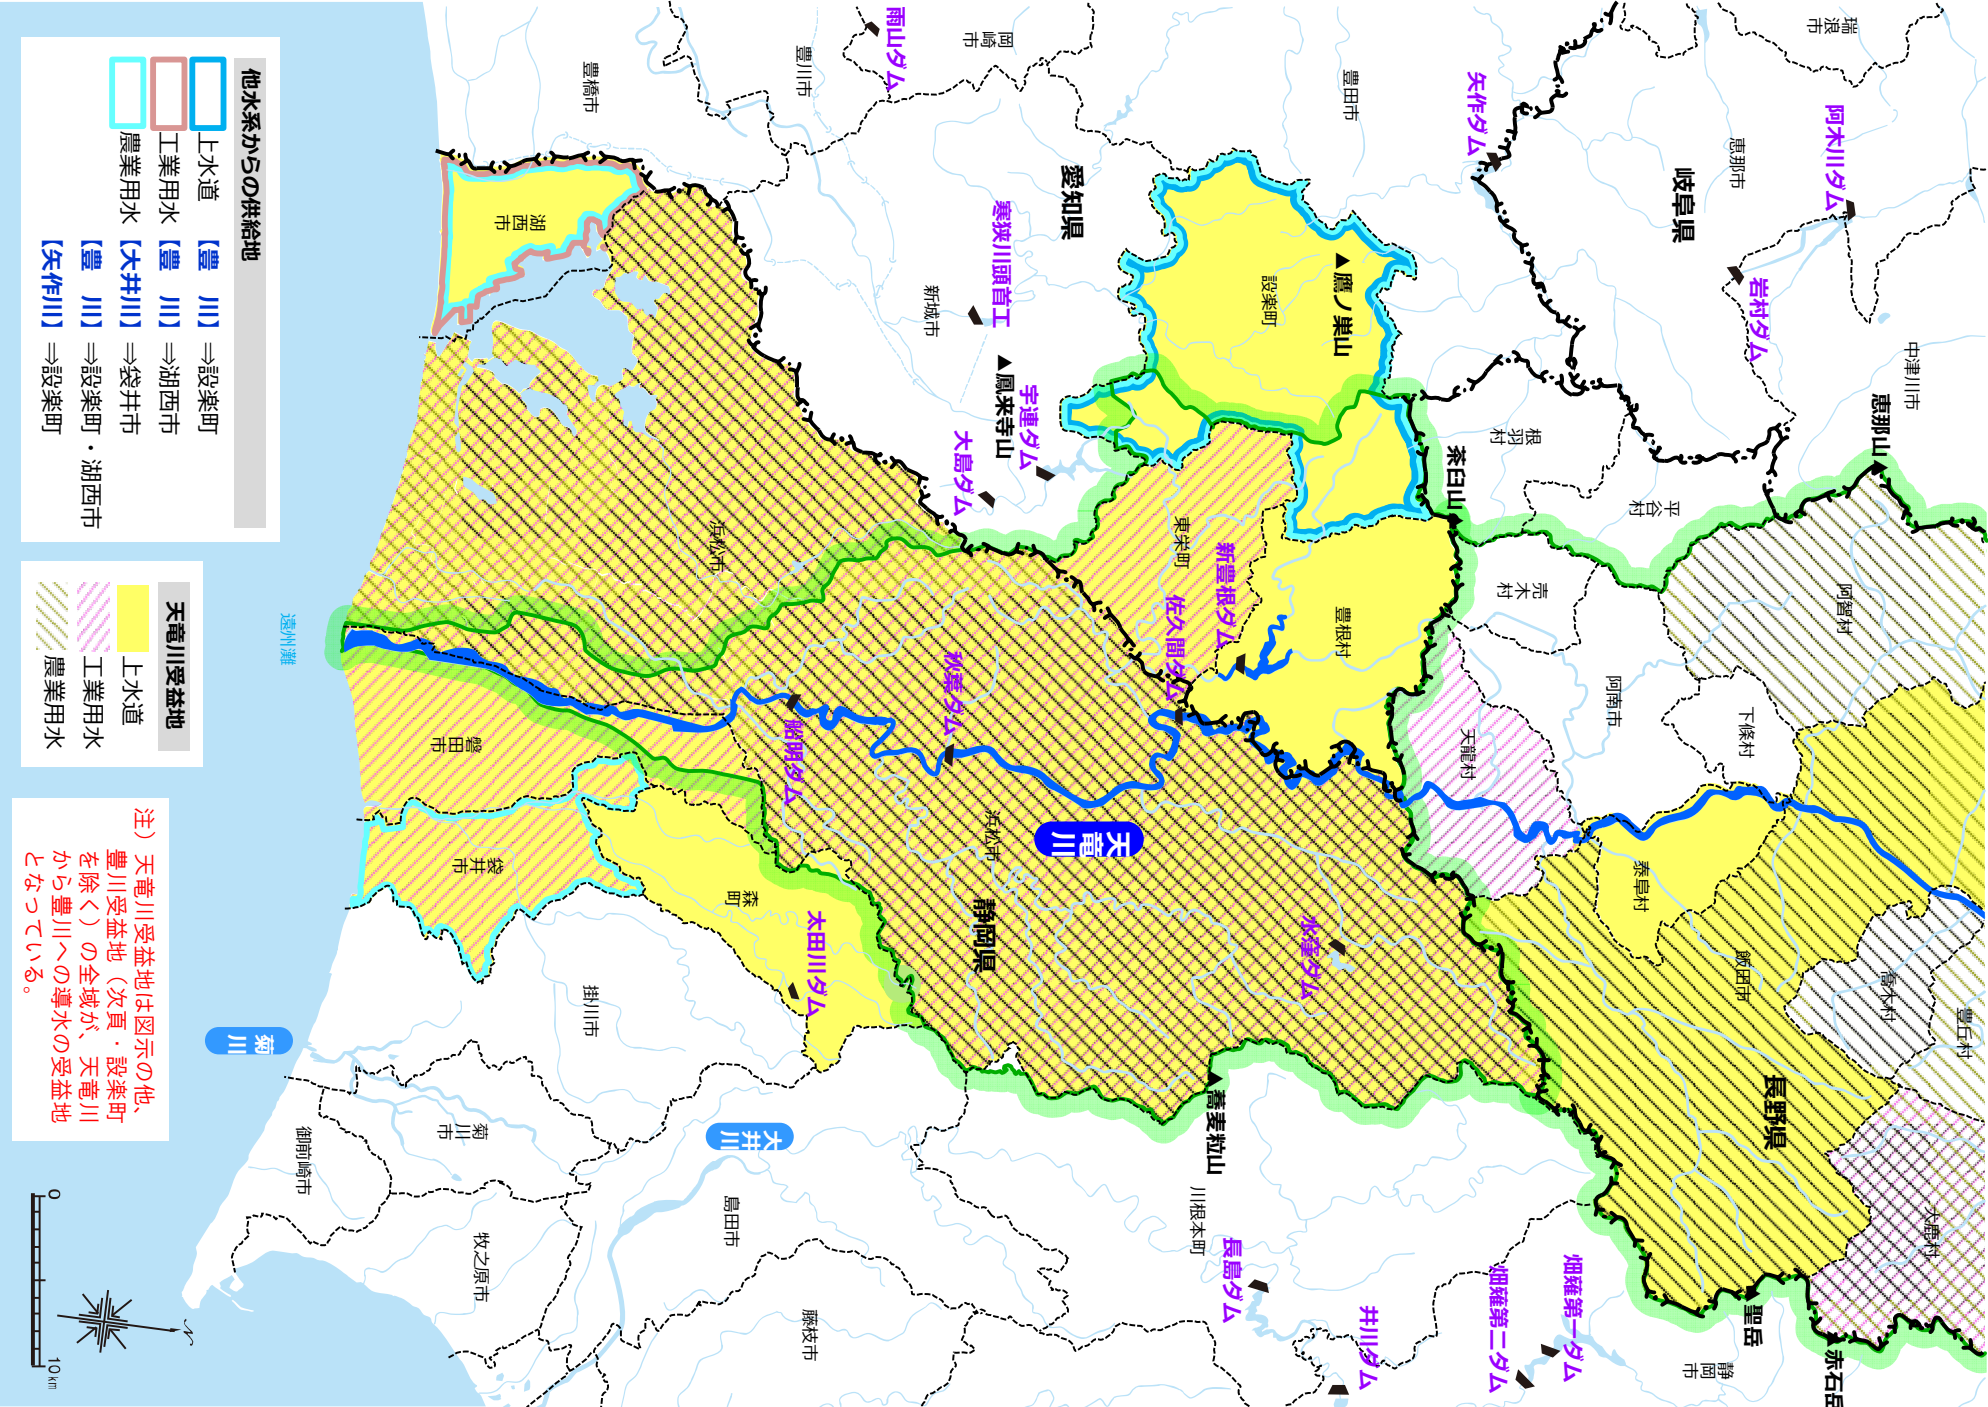 他水系からの供給地
上水道 【豊　川】 ⇒設楽町
工業用水 【豊　川】 ⇒湖西市
農業用水 【大井川】 ⇒袋井市
【豊　川】 ⇒設楽町・湖西市
【矢作川】 ⇒設楽町
天竜川受益地
上水道
工業用水
農業用水
注）天竜川受益地は図示の他、
豊川受益地（次頁・設楽町
を除く）の全域が、天竜川
から豊川への導水の受益地
となっている。
0
10㎞
N
遠州灘
瑞浪市
阿木川ダム
恵那市
岐阜県
岩村ダム
中津川市
恵那山
矢作ダム
豊田市
岡崎市
雨山ダム
豊川市
豊橋市
愛知県
寒狭川頭首工
新城市
鳳来寺山
宇連ダム
大島ダム
鷹ノ巣山
設楽町
根羽村
平谷村
茶臼山
売木村
阿智村
阿南市
下條村
天龍村
豊根村
新豊根ダム
東栄町
佐久間ダム
湖西市
浜松市
秋葉ダム
船明ダム
天竜川
浜松市
静岡県
水窪ダム
泰阜村
飯田市
喬木村
豊丘村
長野県
大鹿村
磐田市
袋井市
森町
太田川ダム
掛川市
菊川
菊川市
御前崎市
牧之原市
大井川
島田市
藤枝市
蕎麦粒山
川根本町
長島ダム
井川ダム
畑薙第二ダム
畑薙第一ダム
静岡市
聖岳
赤石岳